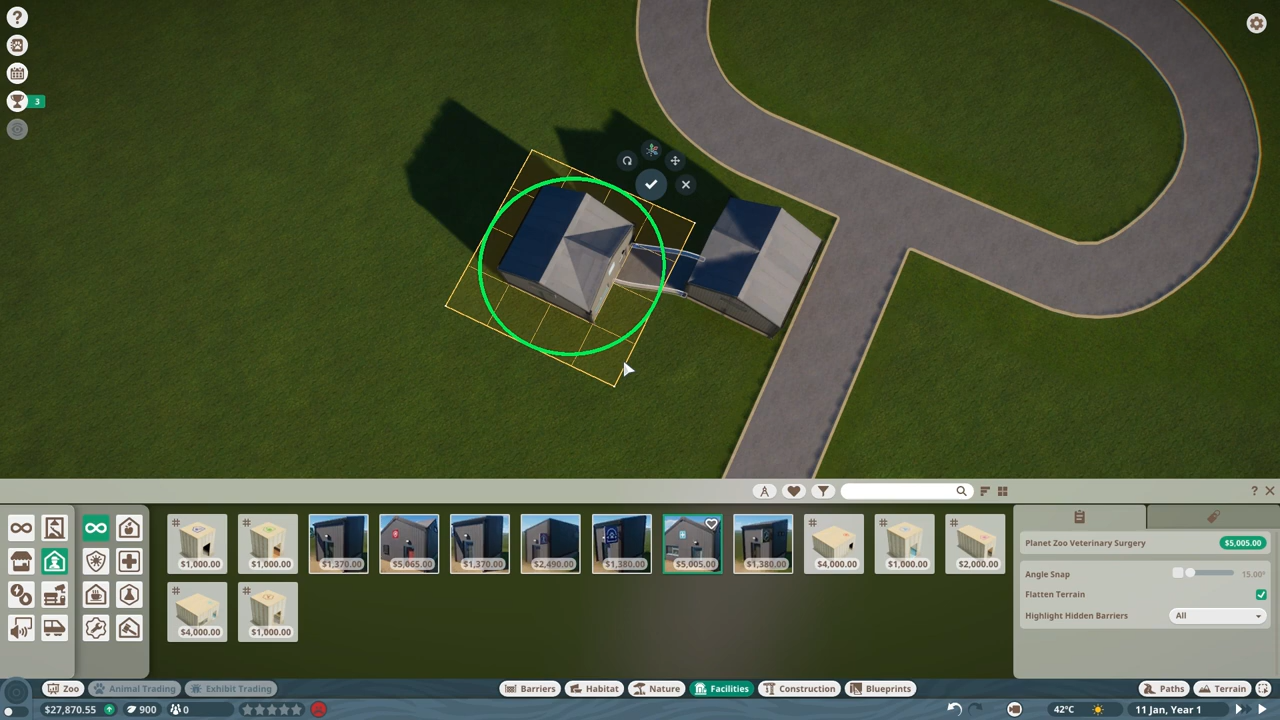 ?
3
?
#
$1,000.00
#
$1,000.00
$1,370.00
$5,065.00
$1,370.00
$2,490.00
$1,380.00
$5,005.00
$1,380.00
#
$4,000.00
#
$1,000.00
#
$2,000.00
#
$4,000.00
#
$1,000.00
Planet Zoo Veterinary Surgery
$5,005.00
Angle Snap
15.00°
Flatten Terrain
Highlight Hidden Barriers
All
Zoo
Animal Trading
Exhibit Trading
Barriers
Habitat
Nature
Facilities
Construction
Blueprints
Paths
Terrain
$27,870.55
900
0
42°C
11 Jan, Year 1